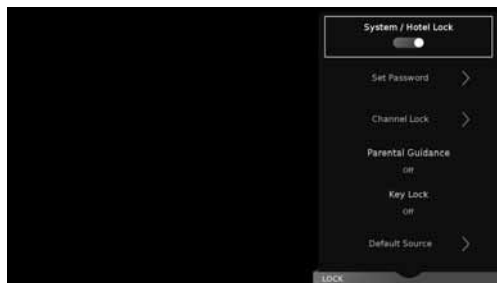 System / Hotel Lock
Set Password
Channel Lock
Parental Guidance
Off
Key Lock
Off
Default Source
LOCK